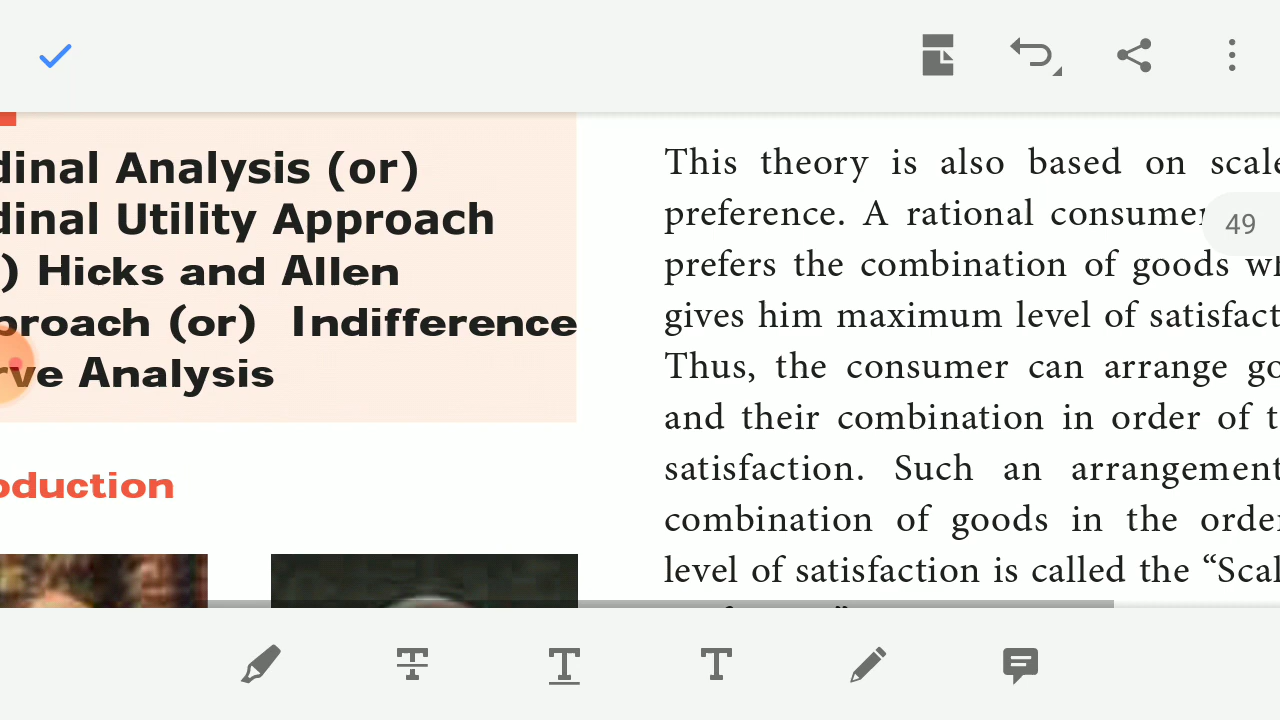 dinal Analysis (or)
dinal Utility Approach
) Hicks and Allen
proach (or) Indifference
rve Analysis
oduction
This theory is also based on scale
preference. A rational consumer
prefers the combination of goods wh
gives him maximum level of satisfact
Thus, the consumer can arrange go
and their combination in order of t
satisfaction. Such an arrangement
combination of goods in the order
level of satisfaction is called the “Scal
49